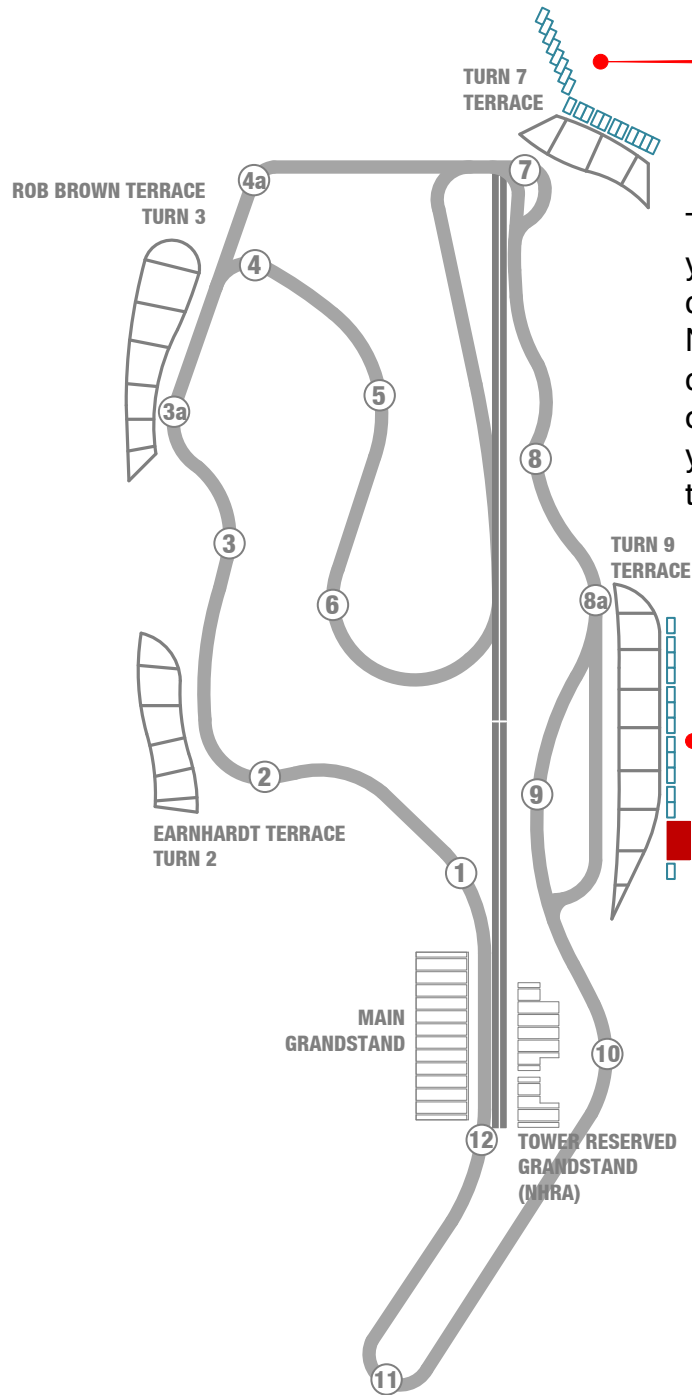 TURN 7
TERRACE
7
4a
ROB BROWN TERRACE
TURN 3
4
5
3a
8
3
TURN 9
TERRACE
8a
6
2
9
EARNHARDT TERRACE
TURN 2
1
MAIN
GRANDSTAND
10
12
TOWER RESERVED
GRANDSTAND
(NHRA)
11